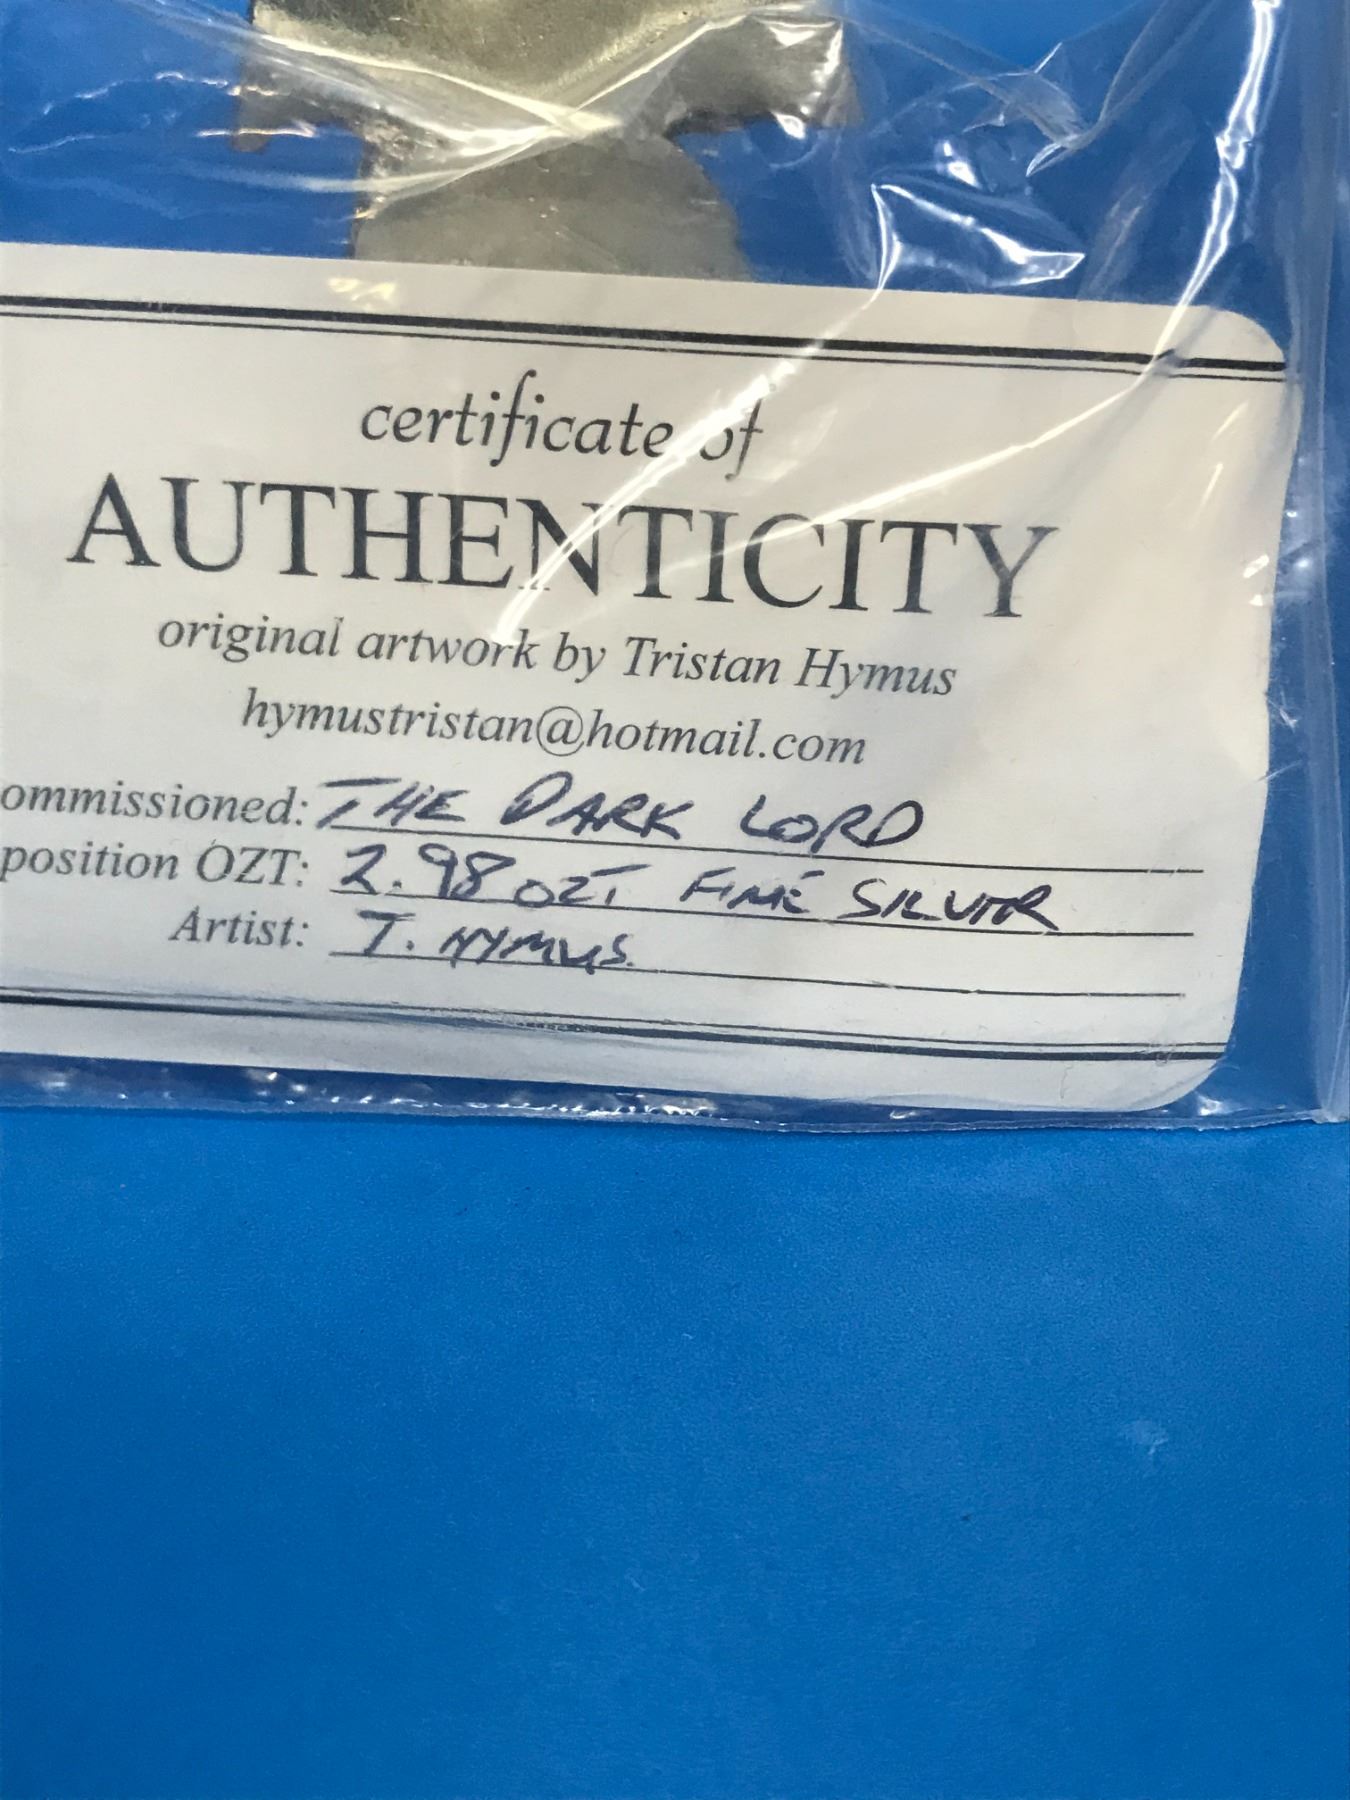 certificate of
AUTHENTICITY
original artwork by Tristan Hymus
hymustristan@hotmail.com
ommissioned: THE DARK LORD
position OZT: 2.98 OZT FINE SILVER
Artist: T. HYMUS.